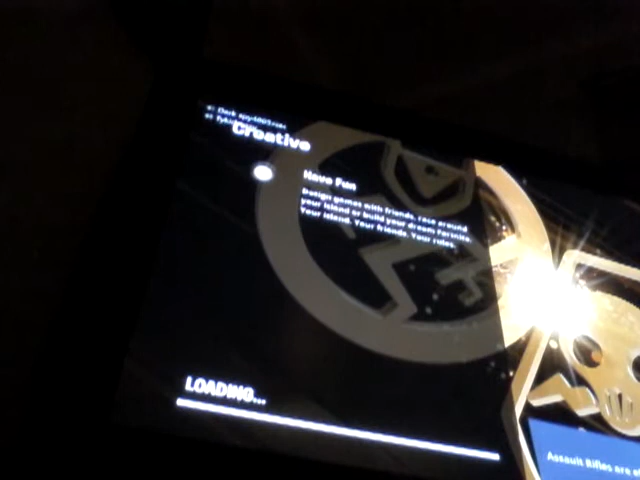 Creative
Have Fun
Design games with friends, race around
your island or build your dream Fortnite.
Your island. Your friends. Your rules.
LOADING...
Assault Rifles are